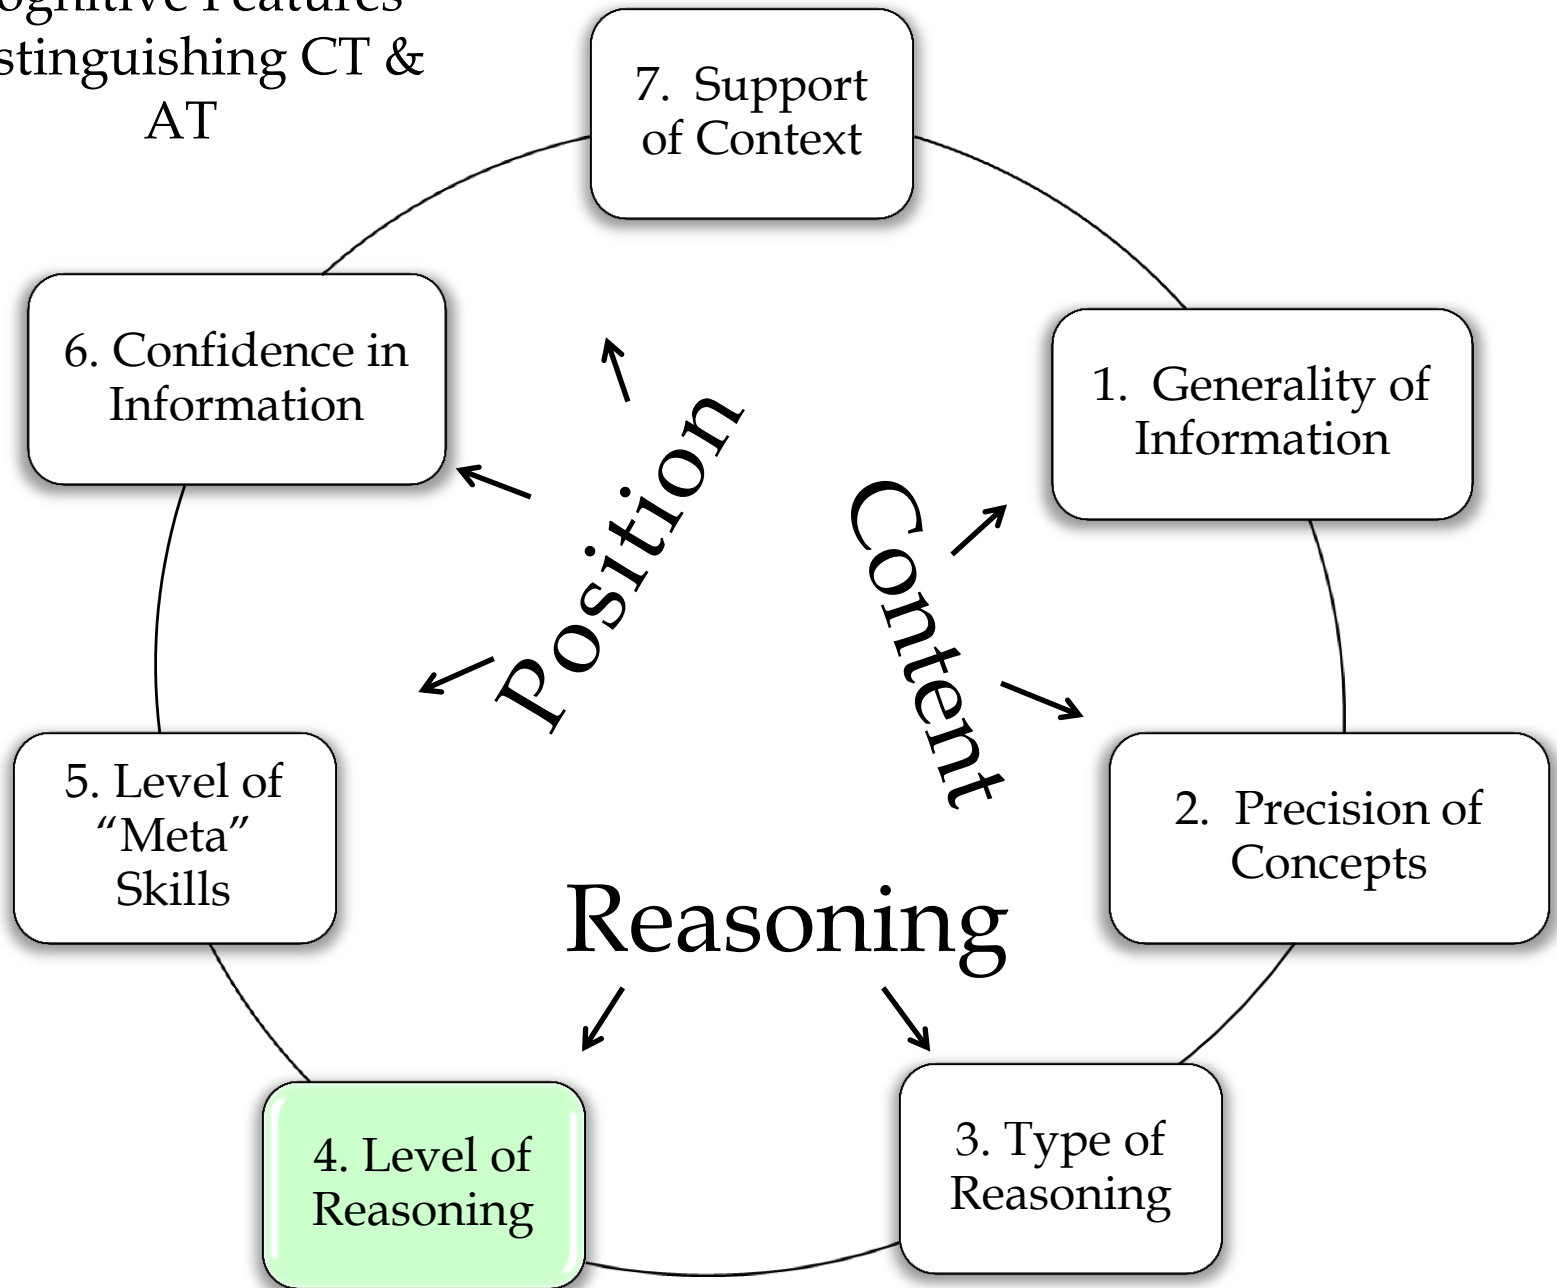 ognitive Features
stinguishing CT &
AT
7. Support
of Context
6. Confidence in
Information
1. Generality of
Information
Position
Content
5. Level of
“Meta”
Skills
2. Precision of
Concepts
Reasoning
4. Level of
Reasoning
3. Type of
Reasoning